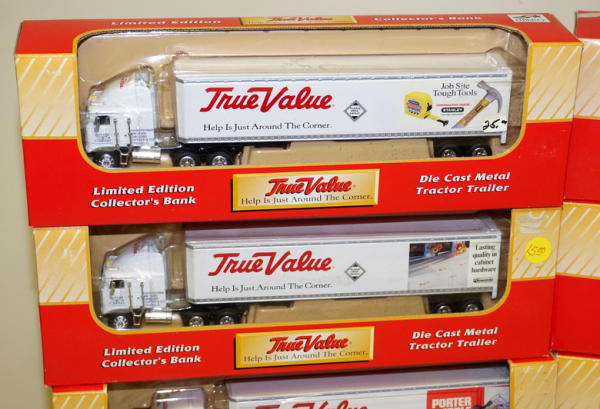 Limited Edition
True Value
Collector's Bank
True Value
Help Is Just Around The Corner.
Job Site
Tough Tools
STANLEY
25.
Limited Edition
Collector's Bank
True Value
Help Is Just Around The Corner.
Die Cast Metal
Tractor Trailer
True Value
Help Is Just Around The Corner.
Lasting
quality in
cabinet
hardware
Limited Edition
Collector's Bank
True Value
Help Is Just Around The Corner.
Die Cast Metal
Tractor Trailer
PORTER